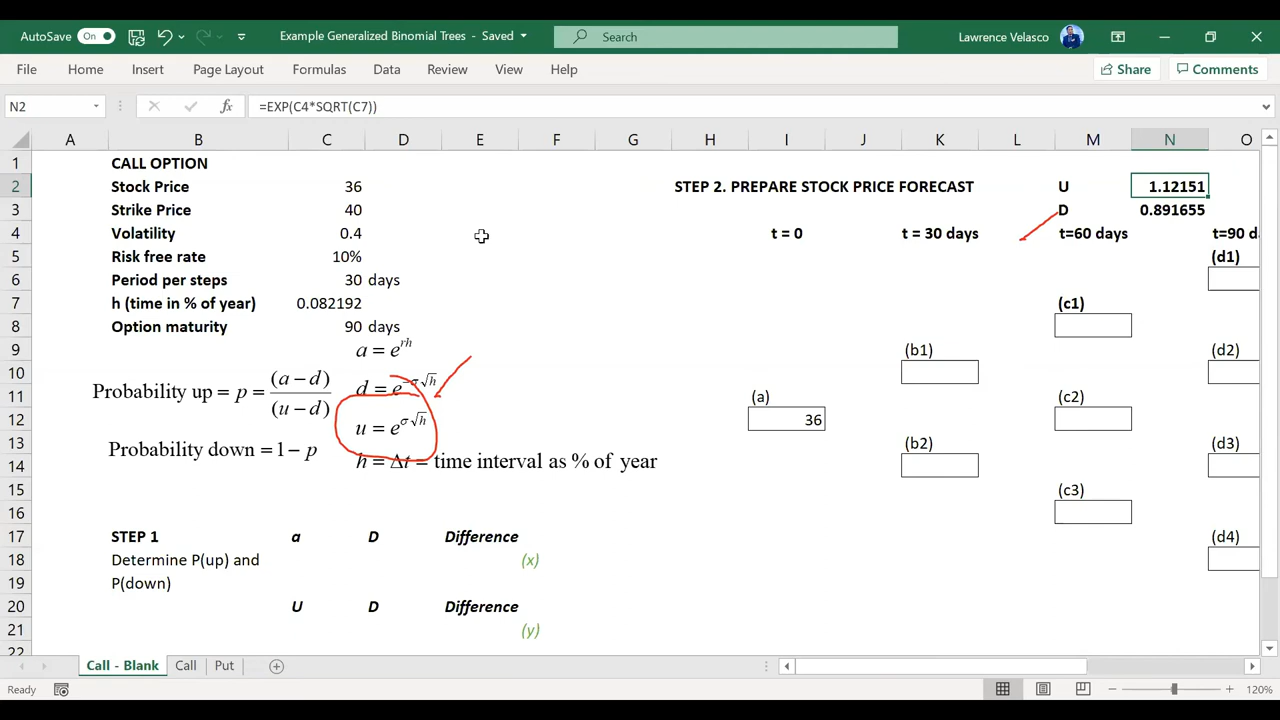 AutoSave On Example Generalized Binomial Trees - Saved Search Lawrence Velasco
File Home Insert Page Layout Formulas Data Review View Help Share Comments
N2 fx =EXP(C4*SQRT(C7))
A B C D E F G H I J K L M N O
1 CALL OPTION
2 Stock Price 36 STEP 2. PREPARE STOCK PRICE FORECAST U 1.12151
3 Strike Price 40 D 0.891655
4 Volatility 0.4 t = 0 t = 30 days t=60 days t=90 d
5 Risk free rate 10% (d1)
6 Period per steps 30 days
7 h (time in % of year) 0.082192 (c1)
8 Option maturity 90 days
a = e^{rh}
9 (b1) (d2)
10 d = e^{-σ√h}
Probability up = p = (a − d) / (u − d)
11 (a) (c2)
12 u = e^{σ√h} 36
13 (b2) (d3)
Probability down = 1 − p
14 h = Δt = time interval as % of year
15 (c3)
16
17 STEP 1 a D Difference (d4)
18 Determine P(up) and (x)
19 P(down)
20 U D Difference
21 (y)
22
Call - Blank Call Put
Ready 120%